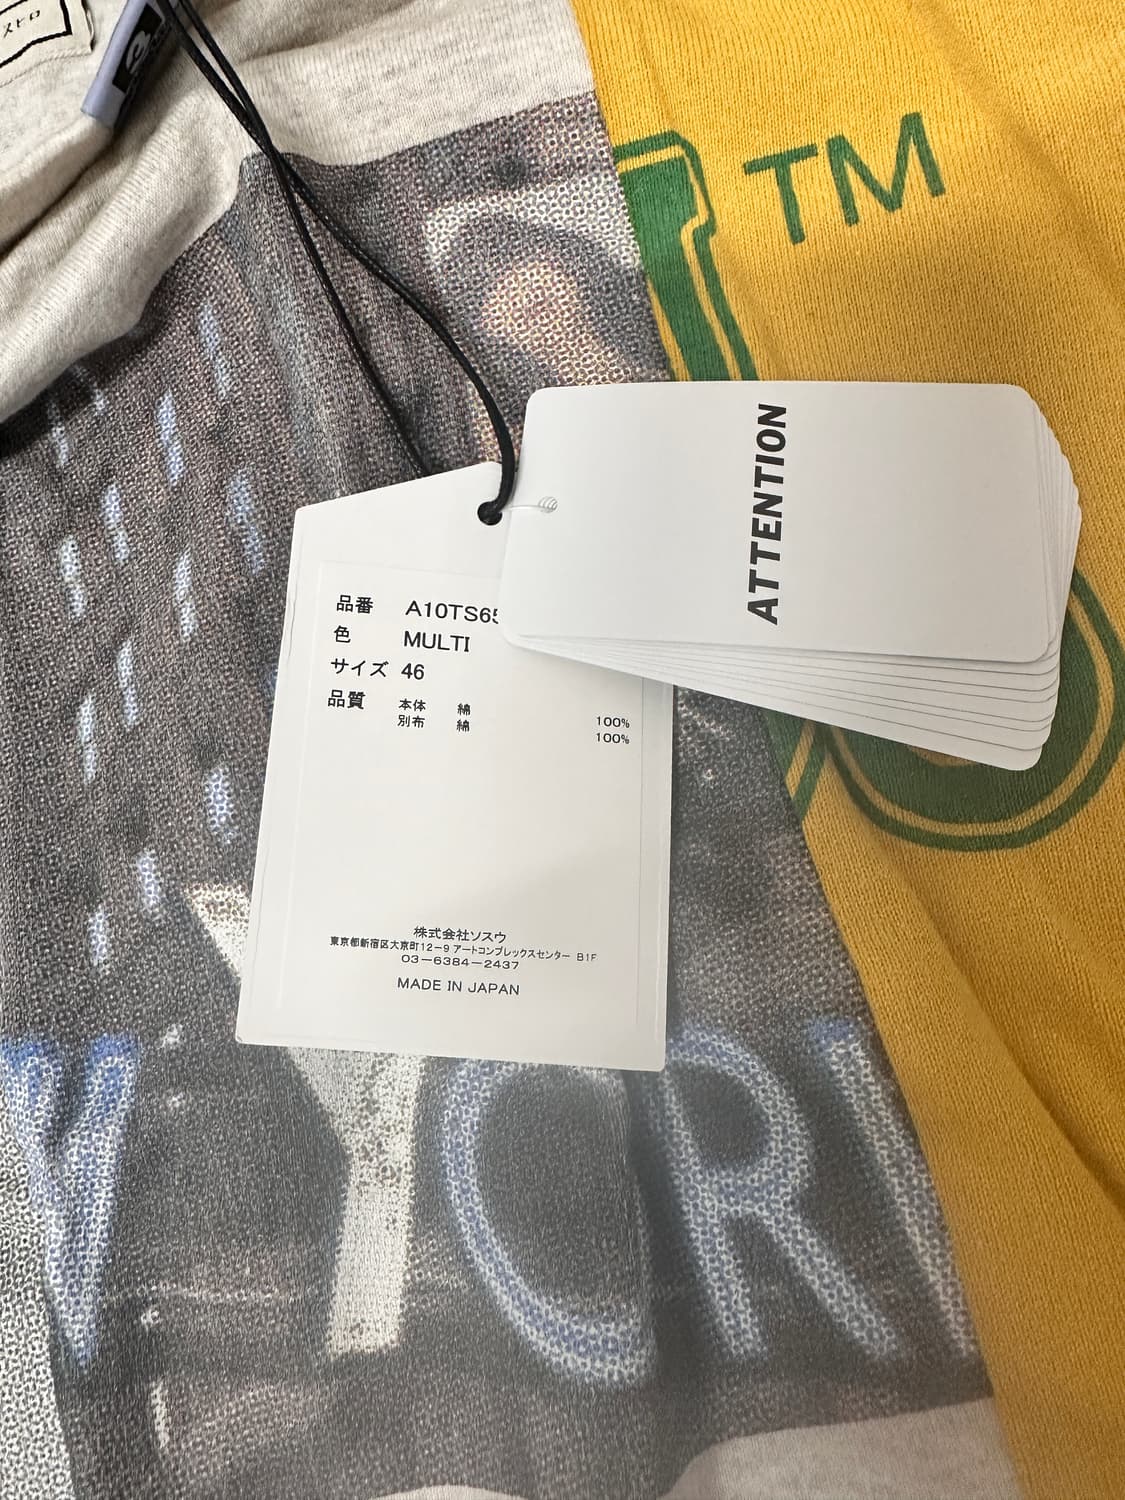 スヒロ
TM
ATTENTION
品番 A10TS65
色 MULTI
サイズ 46
品質 本体 綿 100%
別布 綿 100%
株式会社ソスウ
東京都新宿区大京町12-9 アートコンプレックスセンター B1F
03-6384-2437
MADE IN JAPAN